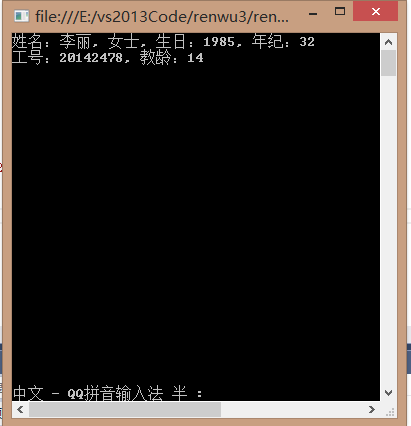 file:///E:/vs2013Code/renwu3/ren...
姓名：李丽，女士，生日：1985，年纪：32
工号：20142478，教龄：14
中文 - QQ拼音输入法 半 :